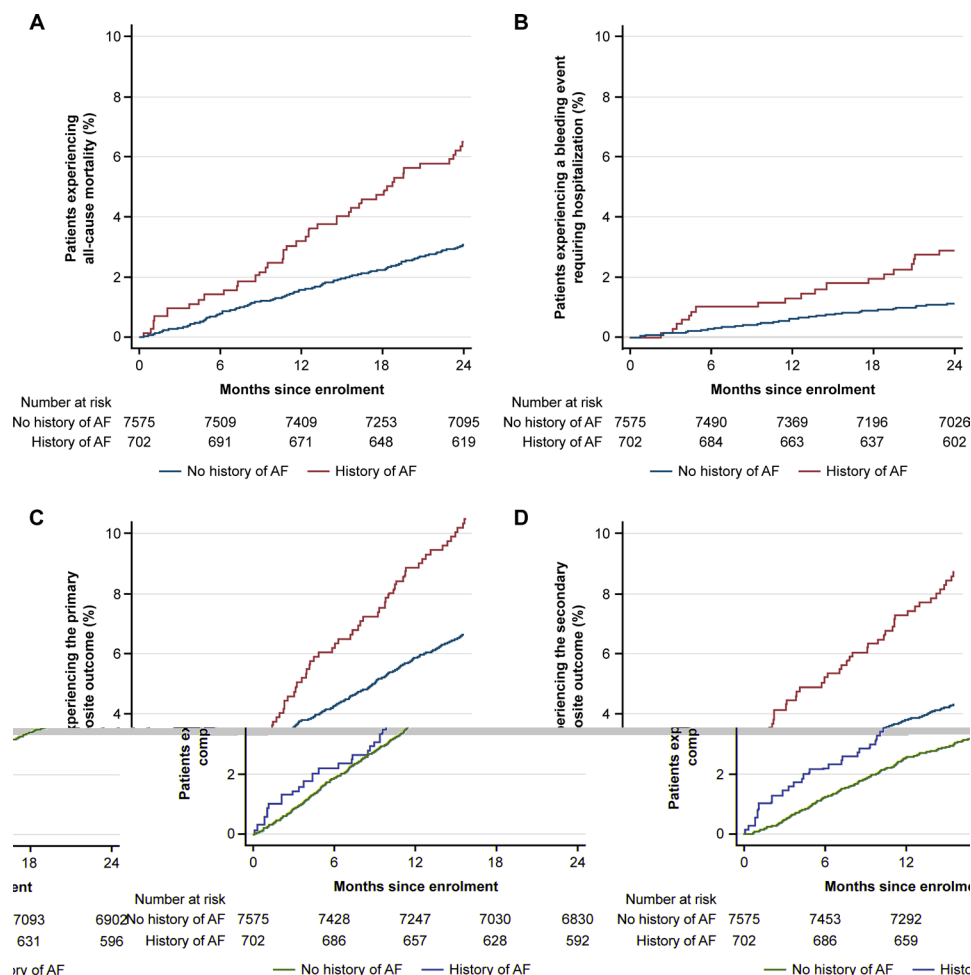 A
Patients experiencing
all-cause mortality (%)
10
8
6
4
2
0
0 6 12 18 24
Months since enrolment
Number at risk
No history of AF 7575 7509 7409 7253 7095
History of AF 702 691 671 648 619
No history of AF History of AF
B
Patients experiencing a bleeding event
requiring hospitalization (%)
10
8
6
4
2
0
0 6 12 18 24
Months since enrolment
Number at risk
No history of AF 7575 7490 7369 7196 7026
History of AF 702 684 663 637 602
No history of AF History of AF
C
periencing the primary
osite outcome (%)
10
8
6
4
D
periencing the secondary
osite outcome (%)
10
8
6
4
18 24
ent
7093 6902
631 596
ory of AF
Patients ex
comp
2
0
0 6 12 18 24
Months since enrolment
Number at risk
No history of AF 7575 7428 7247 7030 6830
History of AF 702 686 657 628 592
No history of AF History of AF
Patients exp
comp
2
0
0 6 12
Months since enrolme
Number at risk
No history of AF 7575 7453 7292
History of AF 702 686 659
No history of AF Histo